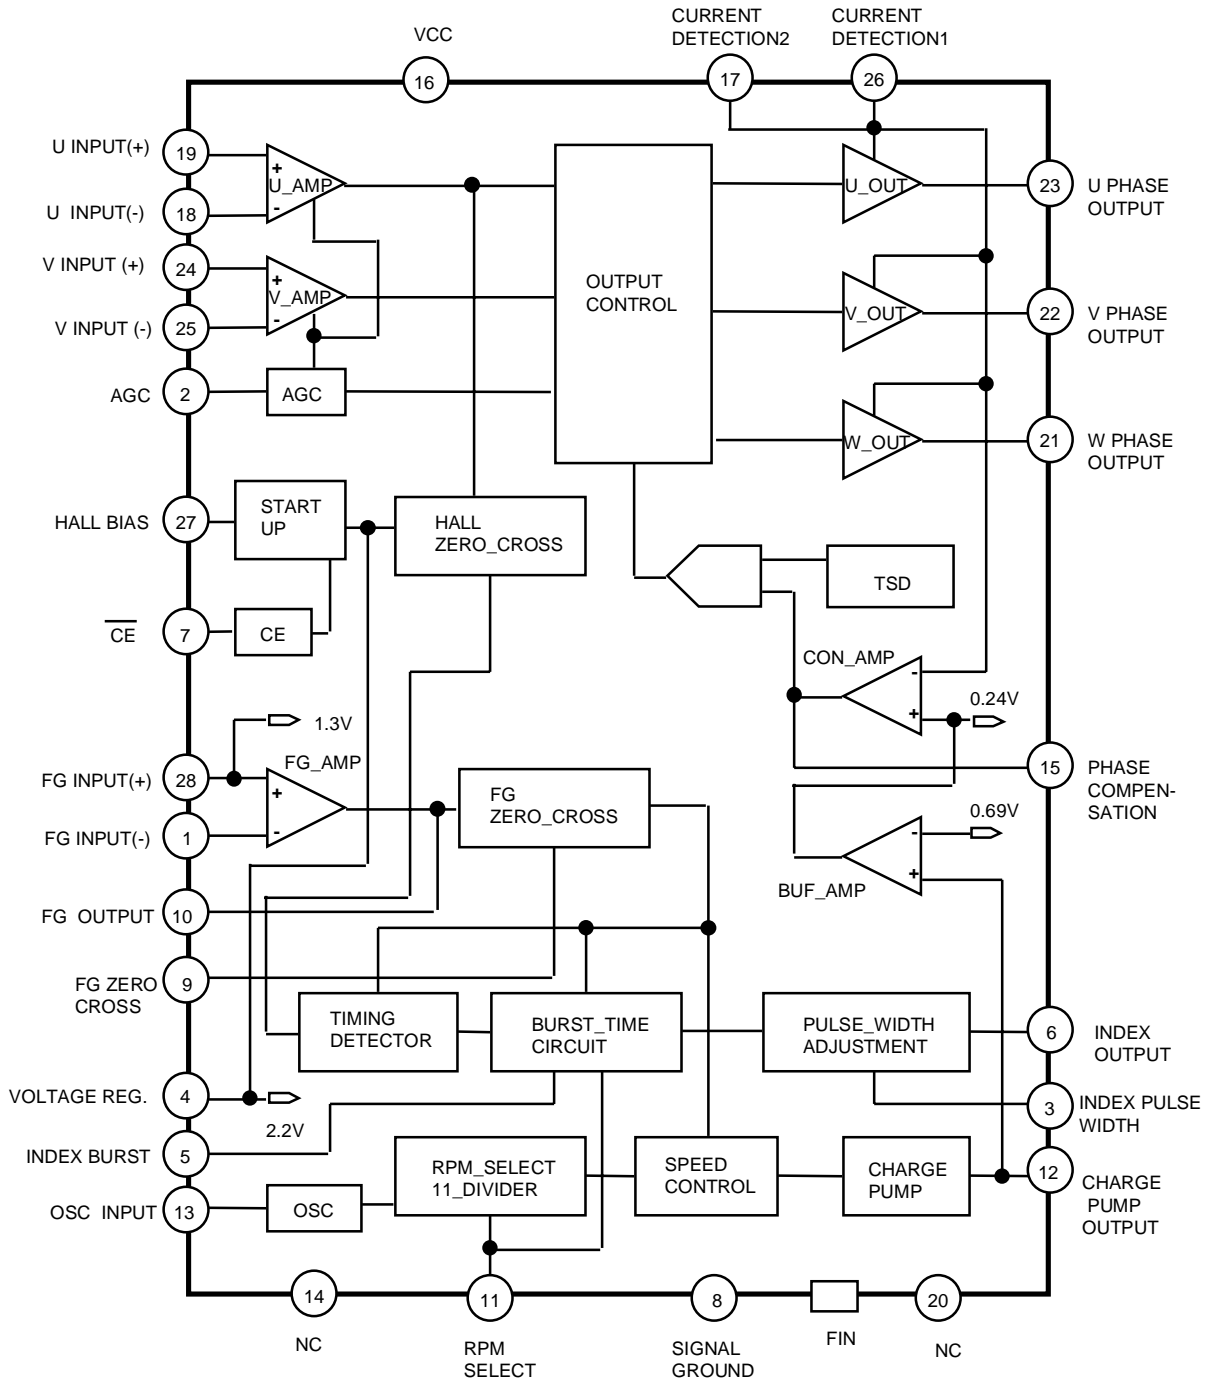 CURRENT
DETECTION2
CURRENT
DETECTION1
VCC
16
17
26
U INPUT(+)
19
+
U_AMP
-
U INPUT(-)
18
V INPUT (+)
24
+
V_AMP
-
V INPUT (-)
25
AGC
2
AGC
OUTPUT
CONTROL
U_OUT
23
U PHASE
OUTPUT
V_OUT
22
V PHASE
OUTPUT
W_OUT
21
W PHASE
OUTPUT
HALL BIAS
27
START
UP
HALL
ZERO_CROSS
TSD
CE
7
CE
CON_AMP
-
+
0.24V
1.3V
FG_AMP
FG INPUT(+)
28
+
-
FG INPUT(-)
1
FG
ZERO_CROSS
15
PHASE
COMPEN-
SATION
0.69V
-
+
BUF_AMP
FG OUTPUT
10
FG ZERO
CROSS
9
TIMING
DETECTOR
BURST_TIME
CIRCUIT
PULSE_WIDTH
ADJUSTMENT
6
INDEX
OUTPUT
VOLTAGE REG.
4
2.2V
3
INDEX PULSE
WIDTH
INDEX BURST
5
RPM_SELECT
11_DIVIDER
SPEED
CONTROL
CHARGE
PUMP
12
CHARGE
PUMP
OUTPUT
OSC INPUT
13
OSC
14
11
8
20
NC
RPM
SELECT
SIGNAL
GROUND
FIN
NC